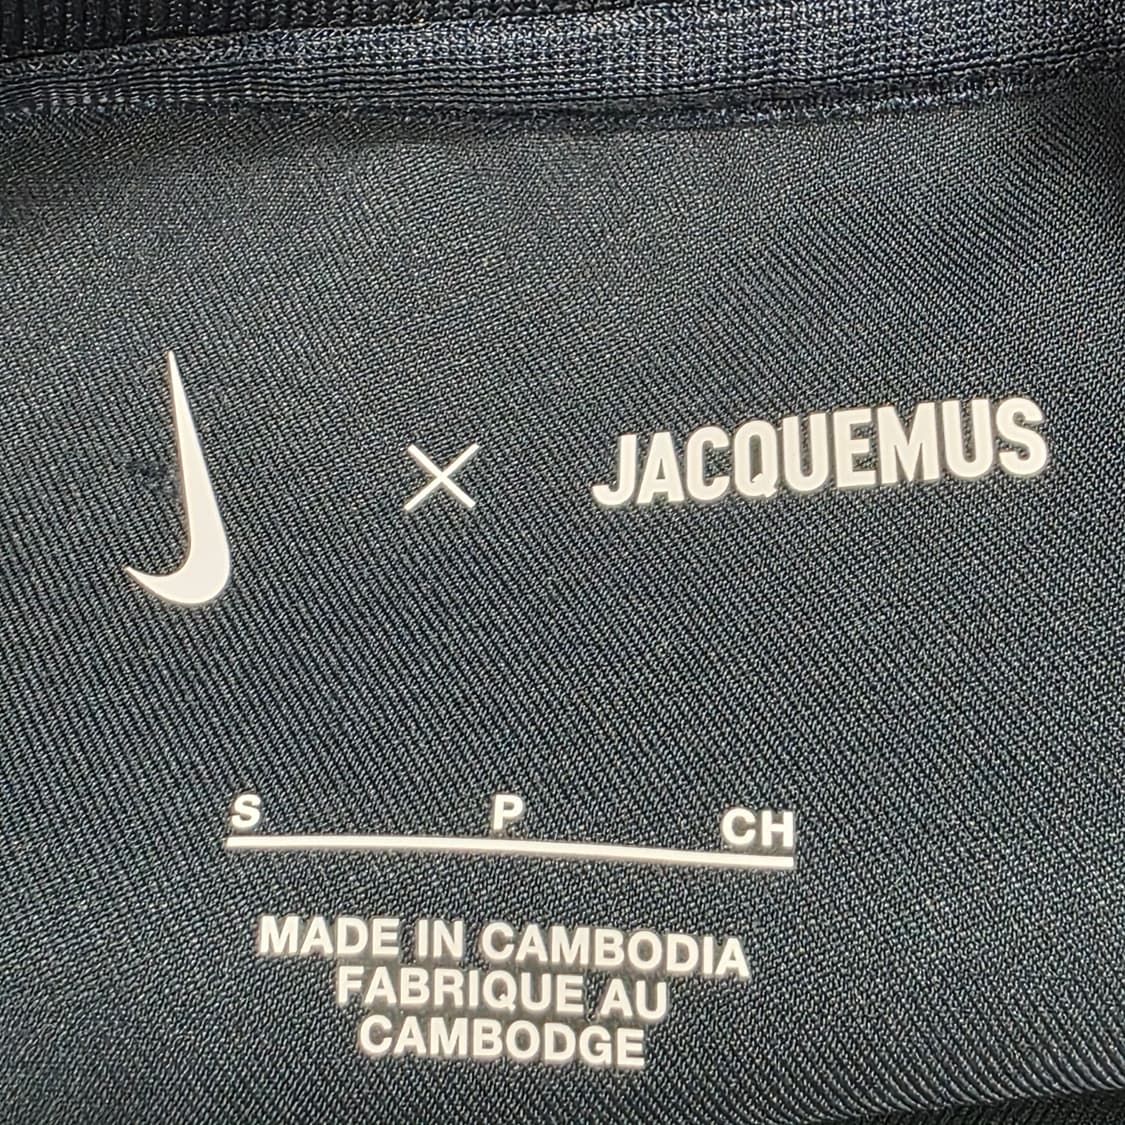 × JACQUEMUS
S P CH
MADE IN CAMBODIA
FABRIQUE AU
CAMBODGE